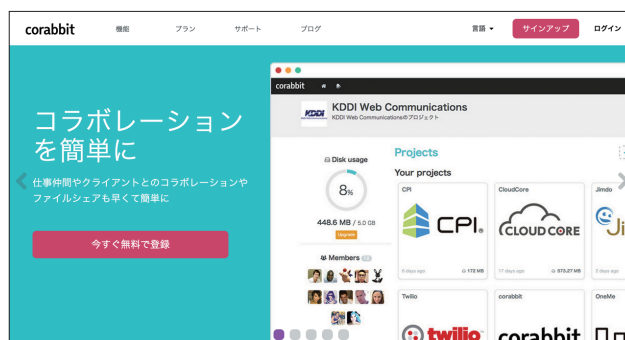 corabbit 機能 プラン サポート ブログ 言語 サインアップ ログイン
コラボレーション
を簡単に
仕事仲間やクライアントとのコラボレーションや
ファイルシェアも早くて簡単に
今すぐ無料で登録
corabbit
KDDI
KDDI Web Communications
KDDI Web Communicationsのプロジェクト
Disk usage
8%
448.6 MB / 5.0 GB
Upgrade
Members
Projects
Your projects
CPI
CPI.
5 days ago 172 MB
CloudCore
CLOUD CORE
17 days ago 373.27 MB
Jimdo
Ji
2 days ago
Twilio
twilio
corabbit
corabbit
OneMe